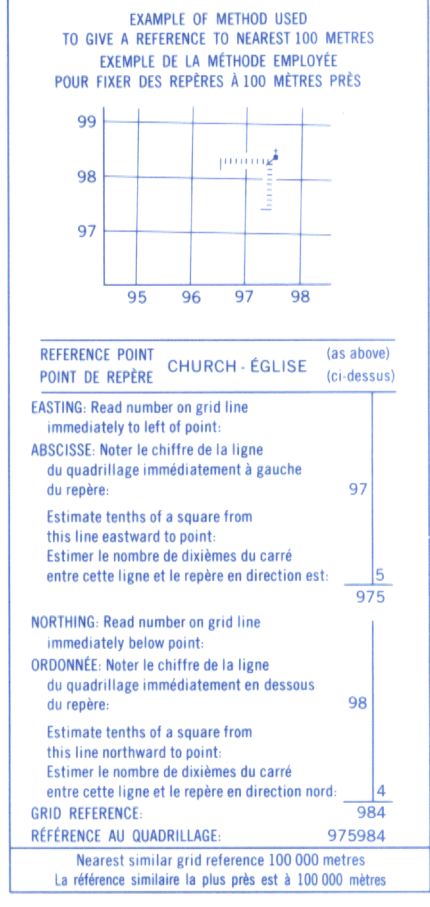 EXAMPLE OF METHOD USED
TO GIVE A REFERENCE TO NEAREST 100 METRES
EXEMPLE DE LA MÉTHODE EMPLOYÉE
POUR FIXER DES REPÈRES À 100 MÈTRES PRÈS
99
98
97
95 96 97 98
REFERENCE POINT
POINT DE REPÈRE
CHURCH - ÉGLISE
(as above)
(ci-dessus)
EASTING: Read number on grid line
immediately to left of point:
ABSCISSE: Noter le chiffre de la ligne
du quadrillage immédiatement à gauche
du repère: 97
Estimate tenths of a square from
this line eastward to point:
Estimer le nombre de dixièmes du carré
entre cette ligne et le repère en direction est: 5
975
NORTHING: Read number on grid line
immediately below point:
ORDONNÉE: Noter le chiffre de la ligne
du quadrillage immédiatement en dessous
du repère: 98
Estimate tenths of a square from
this line northward to point:
Estimer le nombre de dixièmes du carré
entre cette ligne et le repère en direction nord: 4
GRID REFERENCE: 984
RÉFÉRENCE AU QUADRILLAGE: 975984
Nearest similar grid reference 100 000 metres
La référence similaire la plus près est à 100 000 mètres